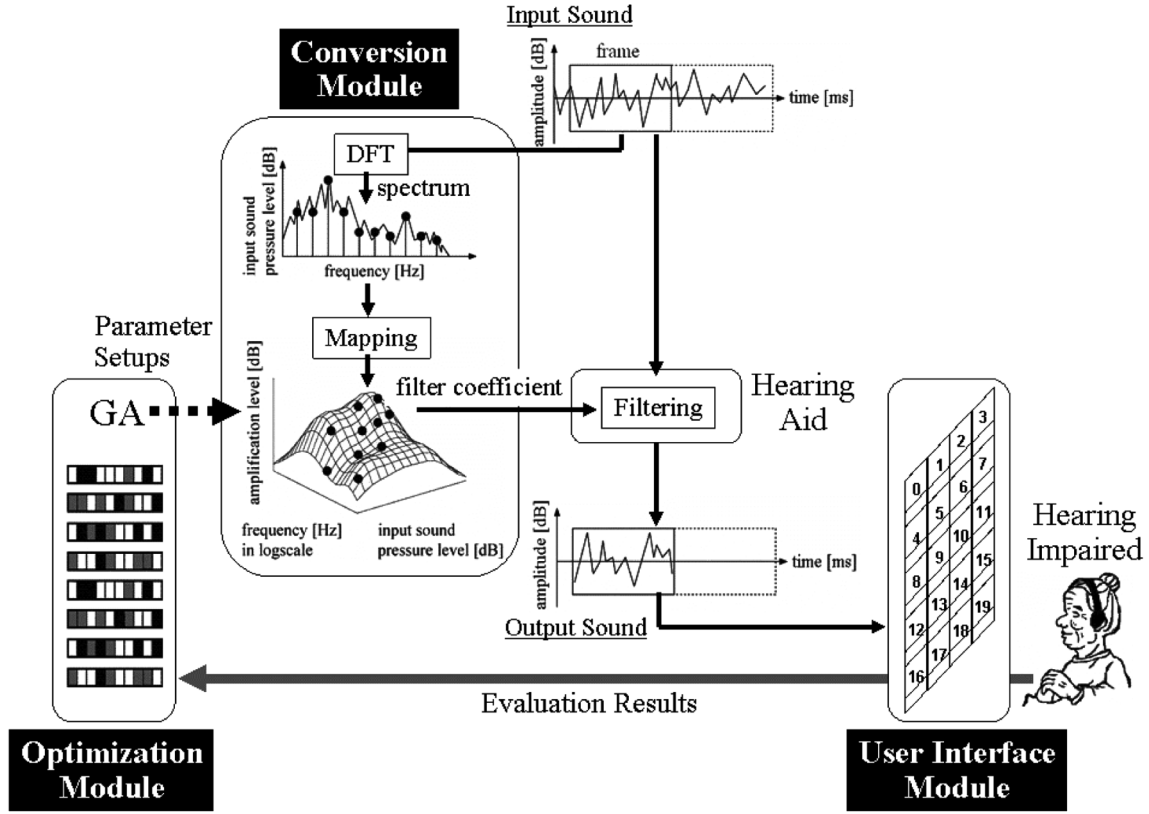 Input Sound
Conversion
Module
frame
amplitude [dB]
time [ms]
DFT
spectrum
input sound
pressure level [dB]
frequency [Hz]
Parameter
Setups
Mapping
amplification level [dB]
filter coefficient
GA
Filtering
Hearing
Aid
frequency [Hz]
in logscale
input sound
pressure level [dB]
amplitude [dB]
time [ms]
Output Sound
0 1 2 3
4 5 6 7
8 9 10 11
12 13 14 15
16 17 18 19
Hearing
Impaired
Evaluation Results
Optimization
Module
User Interface
Module